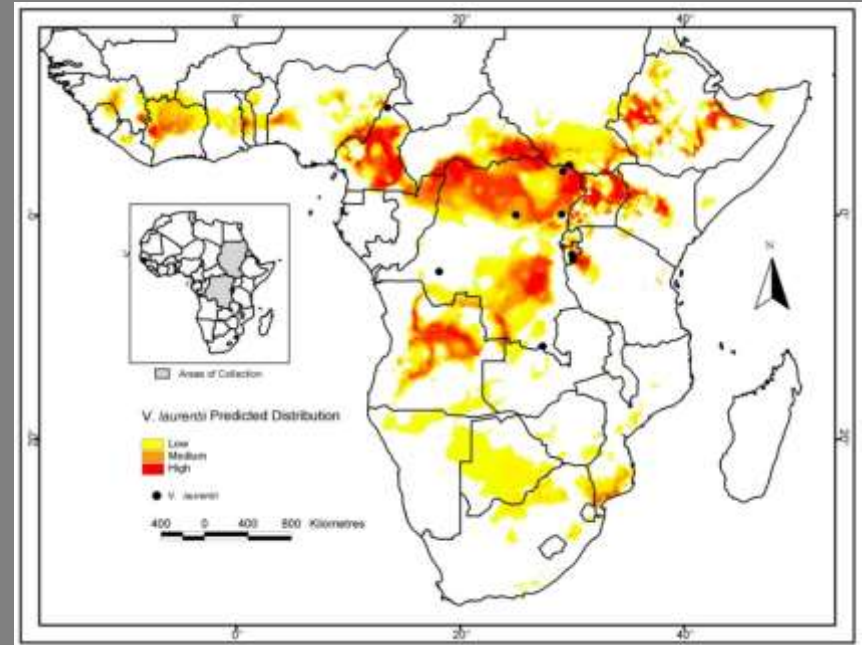 0° 20° 40°
0° 0°
N
Areas of Collection
V. laurentii Predicted Distribution
Low
Medium
High
V. laurentii
20° 20°
400 0 400 800 Kilometres
0° 20° 40°